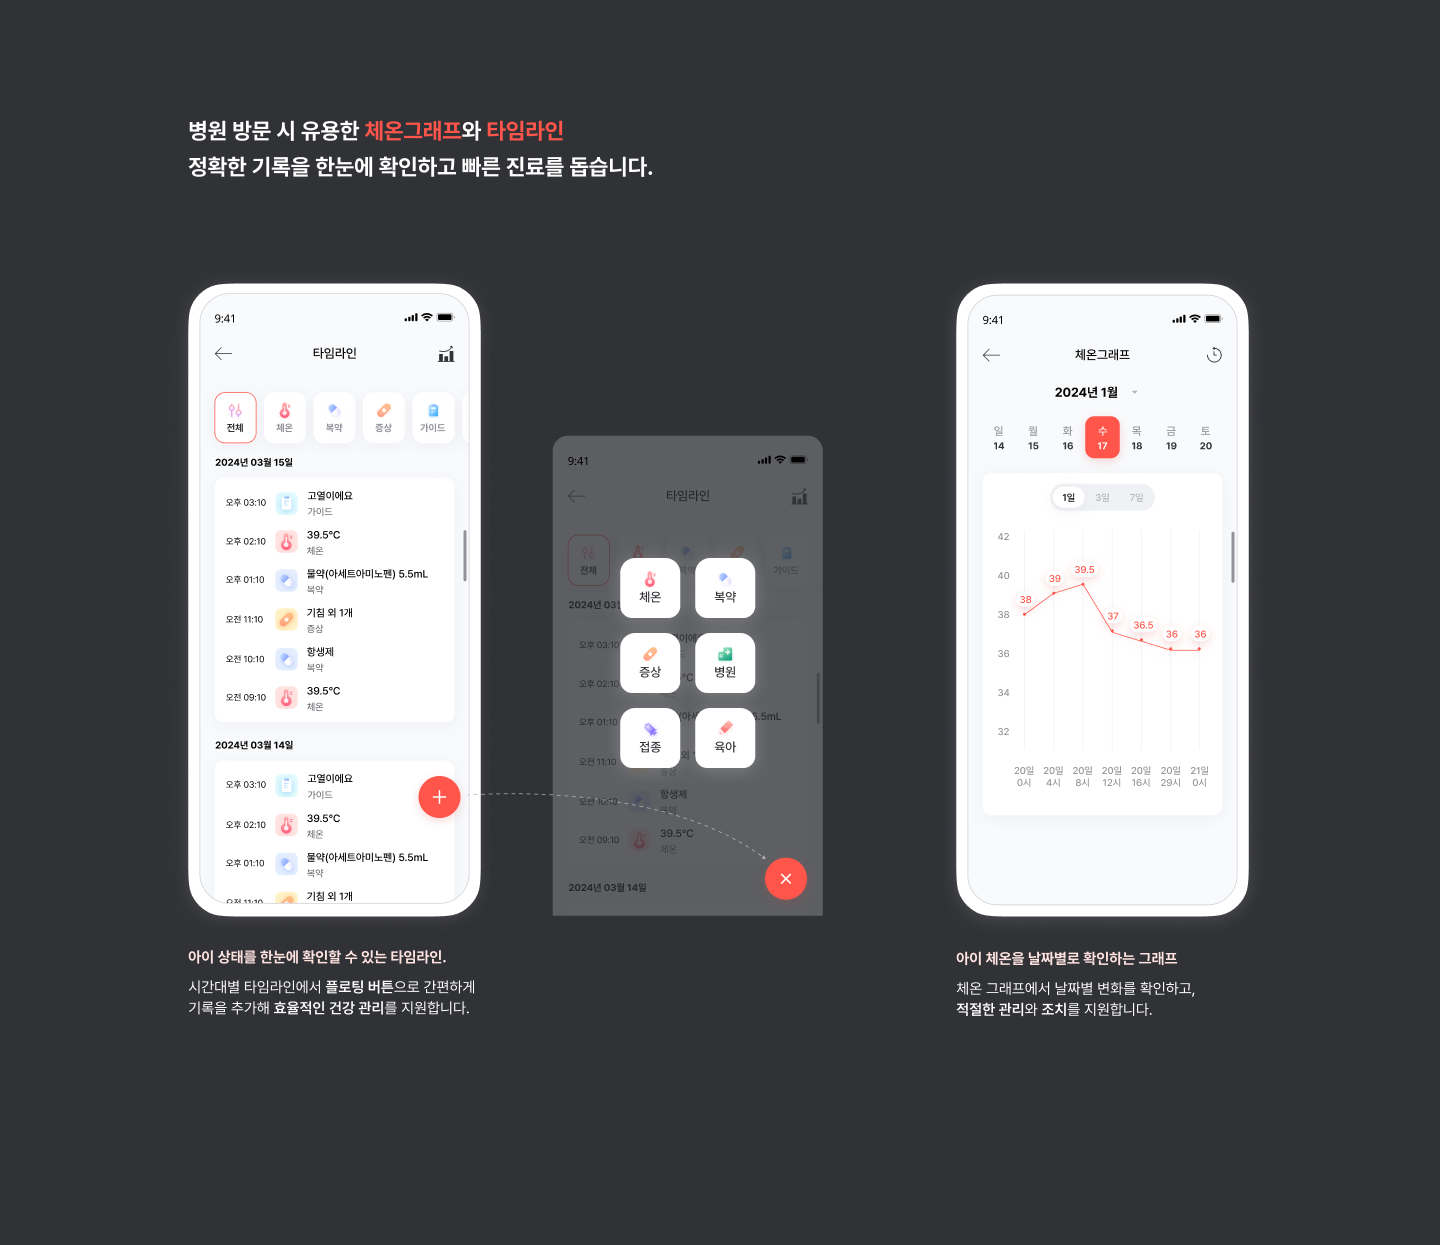 병원 방문 시 유용한 체온그래프와 타임라인
정확한 기록을 한눈에 확인하고 빠른 진료를 돕습니다.
9:41
타임라인
전체
체온
복약
증상
가이드
2024년 03월 15일
오후 03:10
고열이에요
가이드
오후 02:10
39.5°C
체온
오후 01:10
물약(아세트아미노펜) 5.5mL
복약
오전 11:10
기침 외 1개
증상
오전 10:10
항생제
복약
오전 09:10
39.5°C
체온
2024년 03월 14일
오후 03:10
고열이에요
가이드
오후 02:10
39.5°C
체온
오후 01:10
물약(아세트아미노펜) 5.5mL
복약
오전 11:10
기침 외 1개
아이 상태를 한눈에 확인할 수 있는 타임라인.
시간대별 타임라인에서 플로팅 버튼으로 간편하게
기록을 추가해 효율적인 건강 관리를 지원합니다.
9:41
타임라인
전체
가이드
2024년 03월
체온
복약
증상
병원
접종
육아
오후 03:10
오후 02:10
오후 01:10
5.5mL
오전 11:10
증상
오전 10:10
항생제
복약
오전 09:10
39.5°C
체온
2024년 03월 14일
9:41
체온그래프
2024년 1월
일 월 화 수 목 금 토
14 15 16 17 18 19 20
1일 3일 7일
42
40
38
36
34
32
38
39
39.5
37
36.5
36
36
20일 20일 20일 20일 20일 20일 21일
0시 4시 8시 12시 16시 29시 0시
아이 체온을 날짜별로 확인하는 그래프
체온 그래프에서 날짜별 변화를 확인하고,
적절한 관리와 조치를 지원합니다.